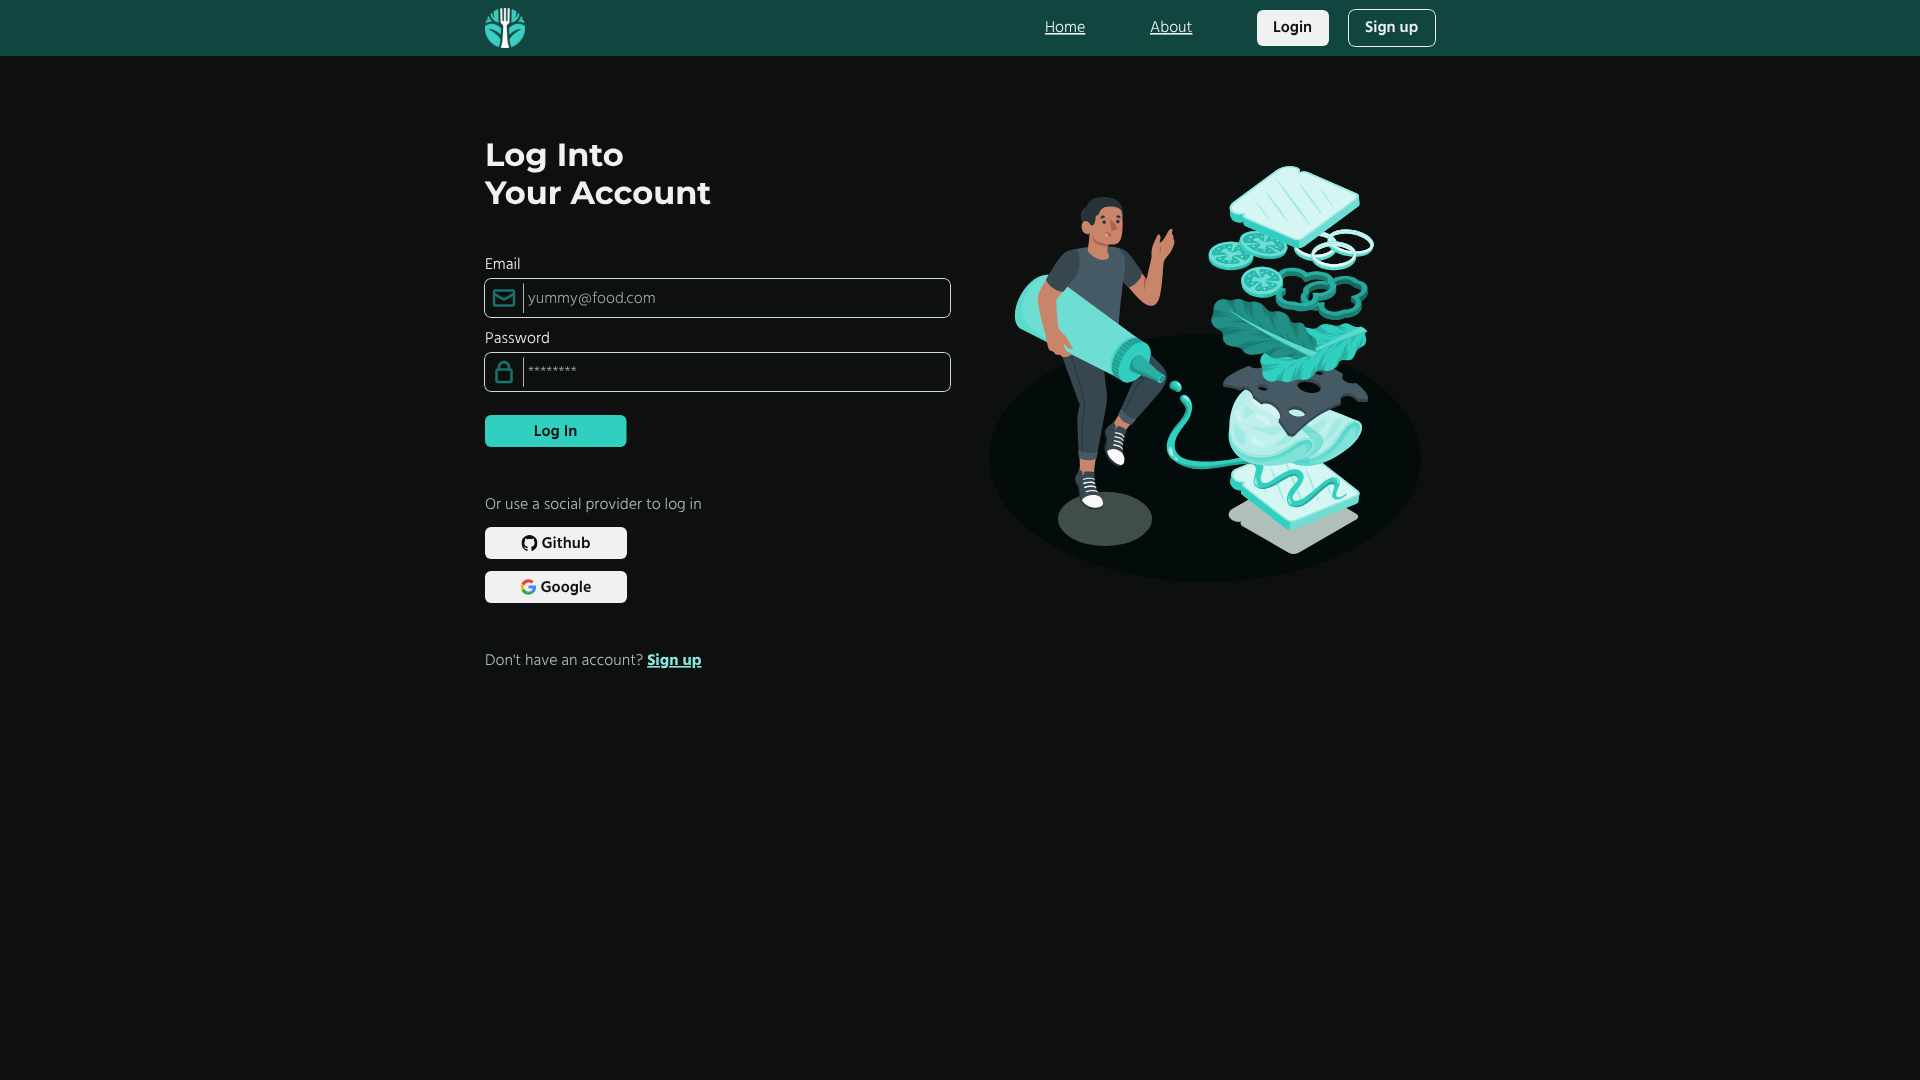 Home About Login Sign up
Log Into
Your Account
Email
yummy@food.com
Password
********
Log In
Or use a social provider to log in
Github
Google
Don't have an account? Sign up